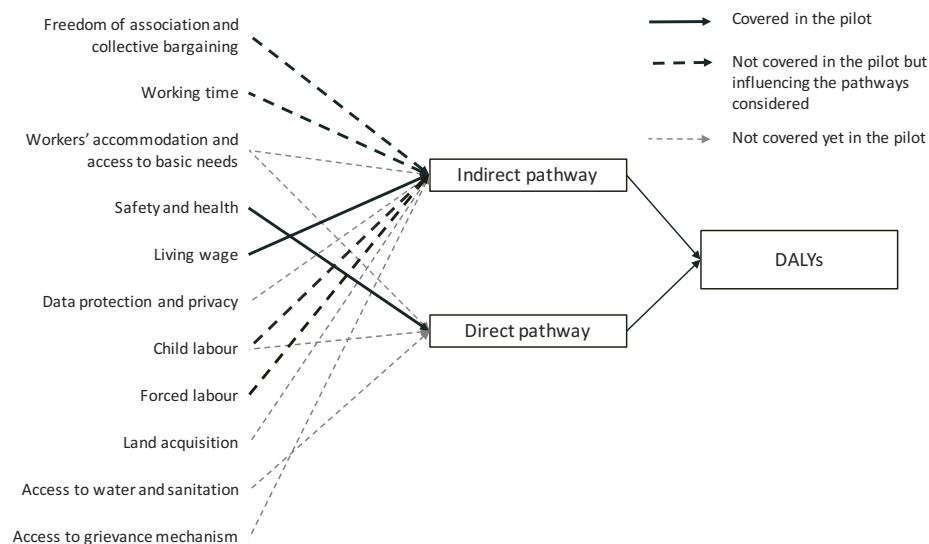 Freedom of association and
collective bargaining
Working time
Workers' accommodation and
access to basic needs
Safety and health
Living wage
Data protection and privacy
Child labour
Forced labour
Land acquisition
Access to water and sanitation
Access to grievance mechanism
Indirect pathway
Direct pathway
DALYs
Covered in the pilot
Not covered in the pilot but
influencing the pathways
considered
Not covered yet in the pilot